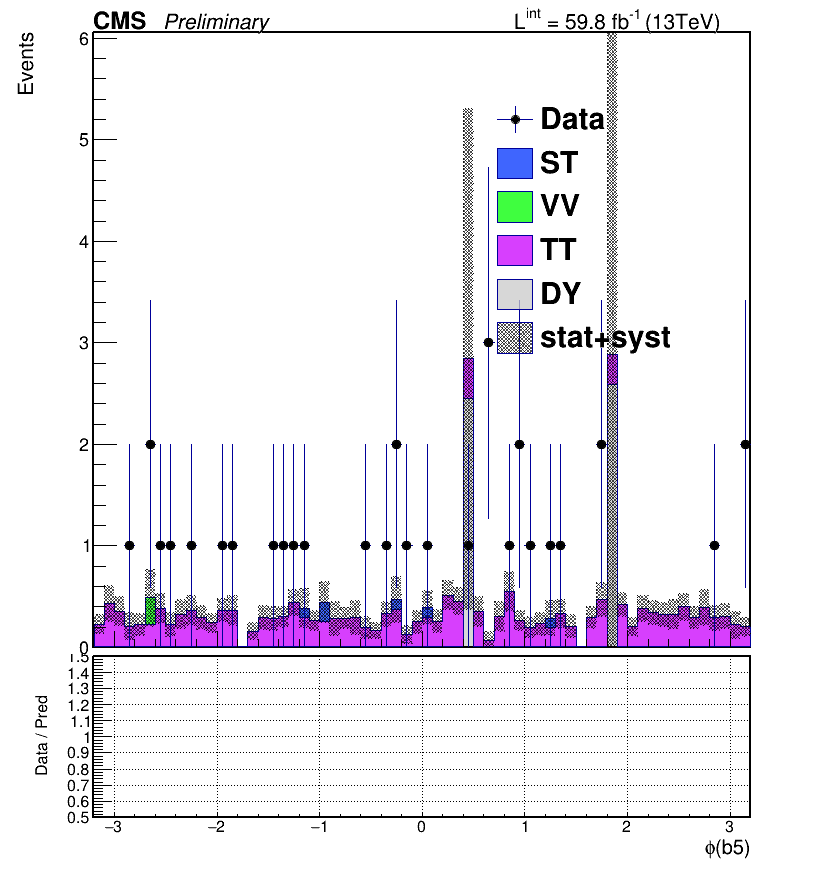 CMS Preliminary L^int = 59.8 fb^-1 (13TeV)
Events
6
5
4
3
2
1
0
Data
ST
VV
TT
DY
stat+syst
Data / Pred
1.5
1.4
1.3
1.2
1.1
1
0.9
0.8
0.7
0.6
0.5
−3 −2 −1 0 1 2 3
ϕ(b5)